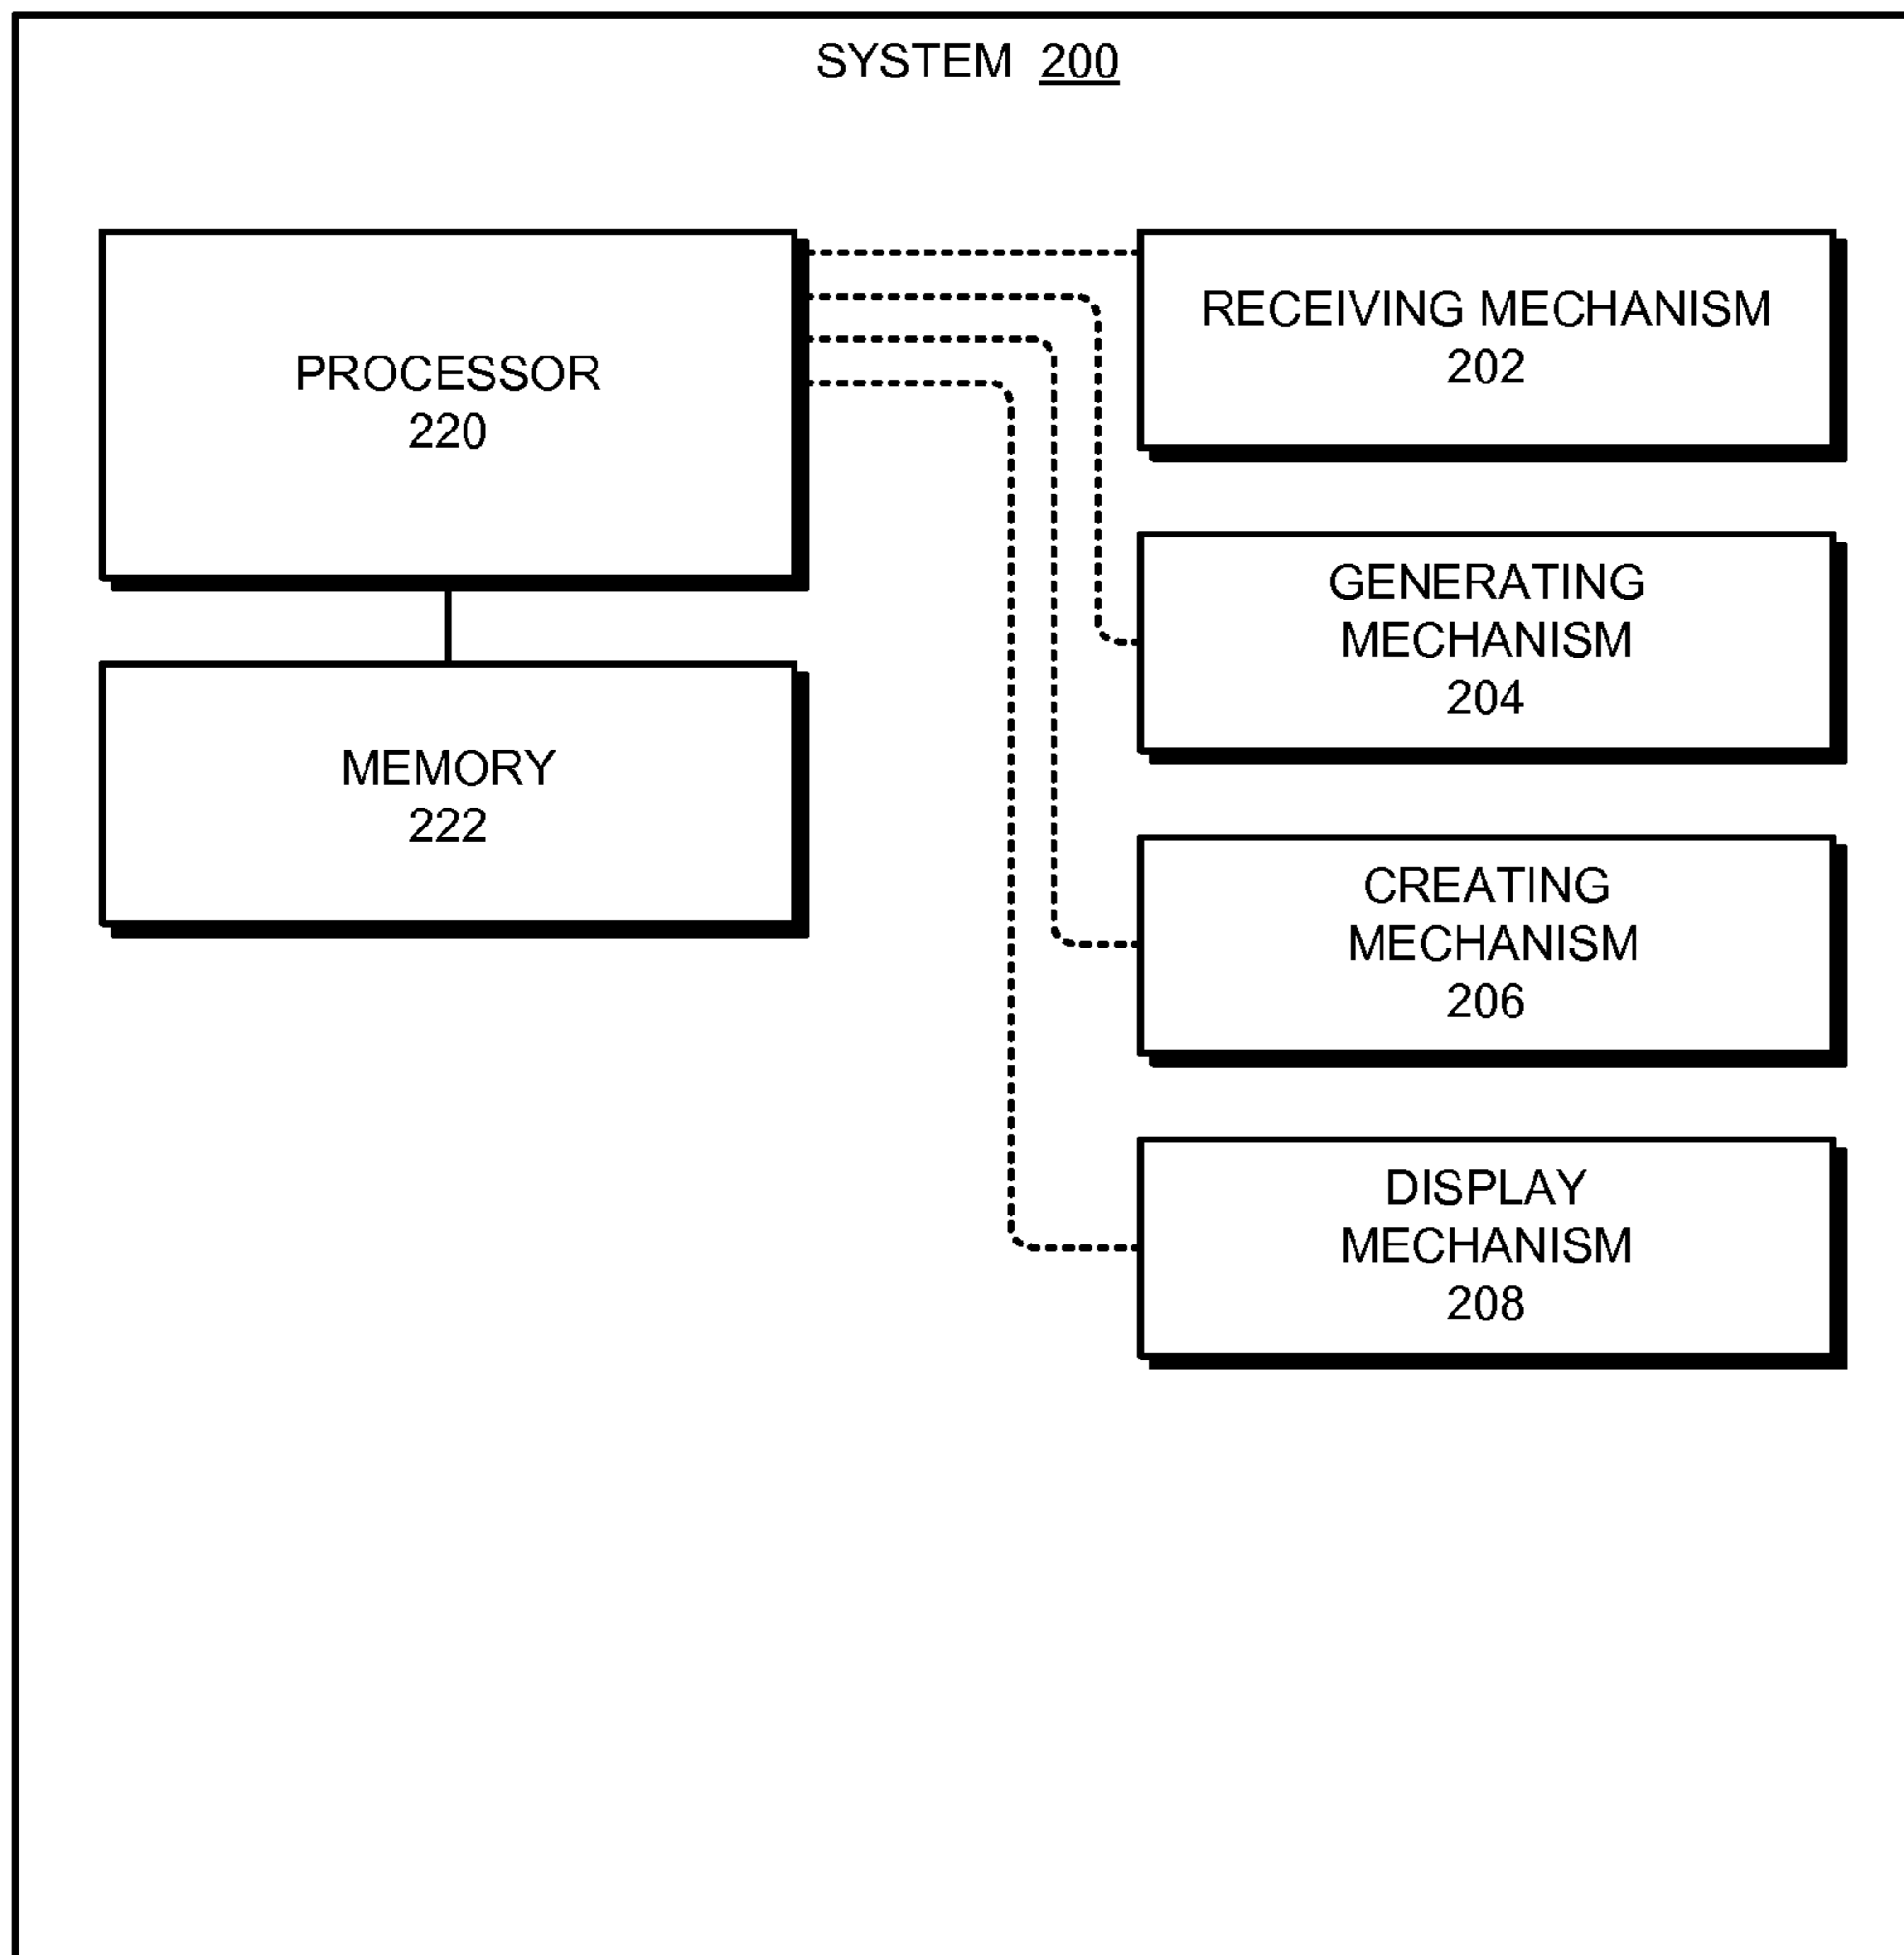 SYSTEM 200
PROCESSOR
220
MEMORY
222
RECEIVING MECHANISM
202
GENERATING
MECHANISM
204
CREATING
MECHANISM
206
DISPLAY
MECHANISM
208